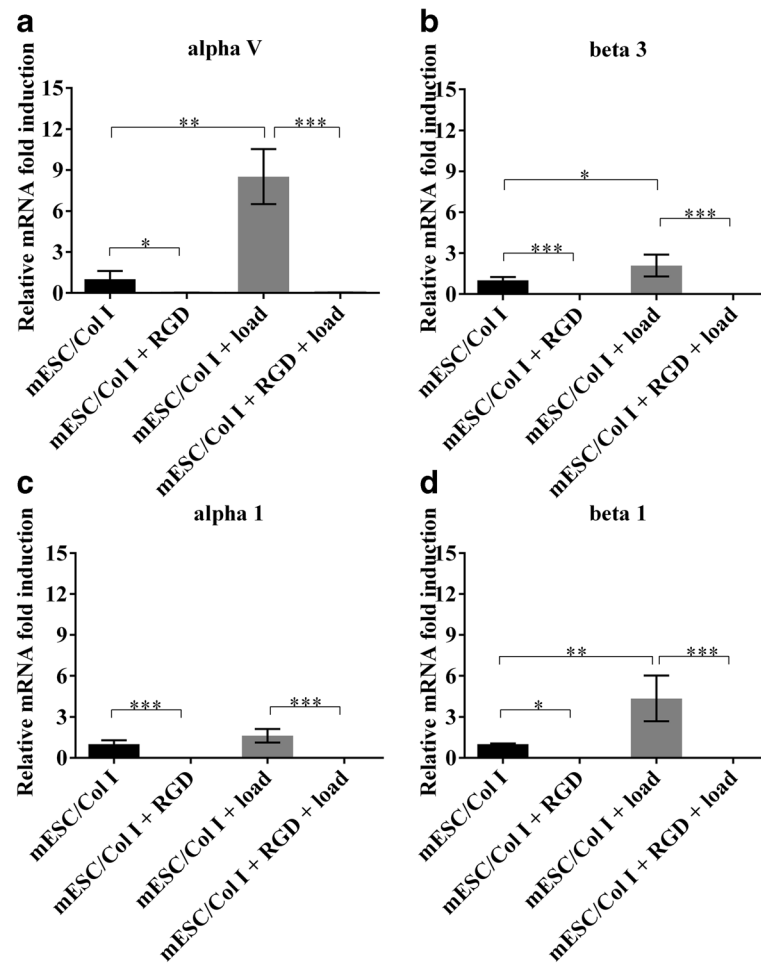 a
alpha V
Relative mRNA fold induction
15
12
9
6
3
0
**
***
*
mESC/Col I
mESC/Col I + RGD
mESC/Col I + load
mESC/Col I + RGD + load
b
beta 3
Relative mRNA fold induction
15
12
9
6
3
0
*
***
***
mESC/Col I
mESC/Col I + RGD
mESC/Col I + load
mESC/Col I + RGD + load
c
alpha 1
Relative mRNA fold induction
15
12
9
6
3
0
***
***
mESC/Col I
mESC/Col I + RGD
mESC/Col I + load
mESC/Col I + RGD + load
d
beta 1
Relative mRNA fold induction
15
12
9
6
3
0
**
***
*
mESC/Col I
mESC/Col I + RGD
mESC/Col I + load
mESC/Col I + RGD + load